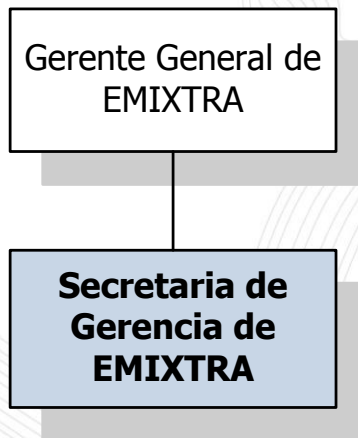 Gerente General de
EMIXTRA
Secretaria de
Gerencia de
EMIXTRA